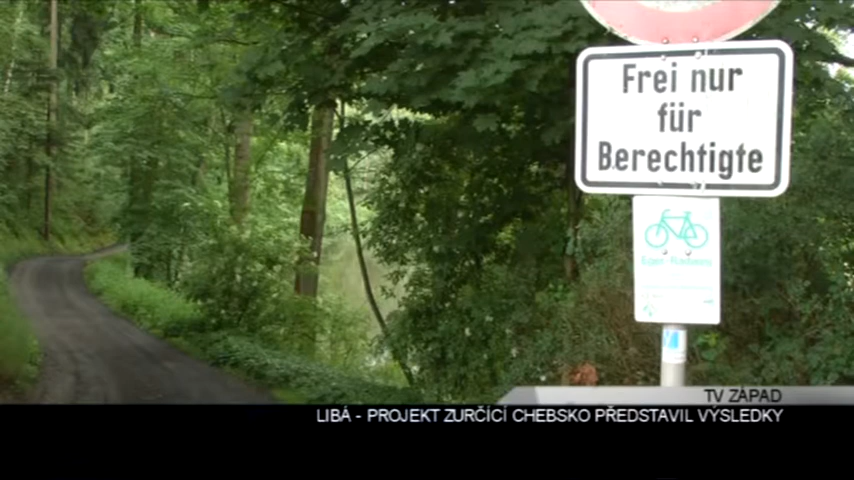 Frei nur
für
Berechtigte
TV ZÁPAD
LIBÁ - PROJEKT ZURČÍCÍ CHEBSKO PŘEDSTAVIL VÝSLEDKY